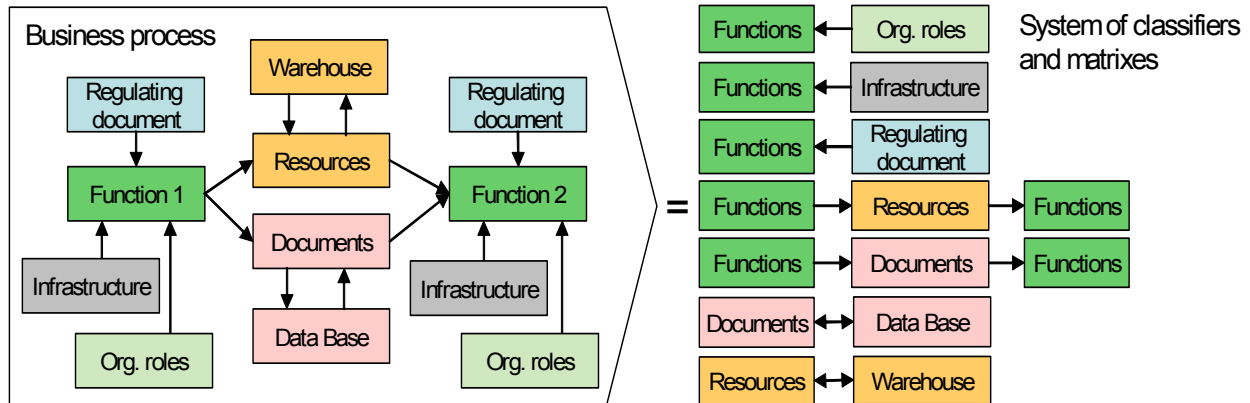 Business process
Warehouse
Regulating
document
Regulating
document
Resources
Function 1
Function 2
Documents
Infrastructure
Infrastructure
Data Base
Org. roles
Org. roles
=
System of classifiers
and matrixes
Functions
Org. roles
Functions
Infrastructure
Functions
Regulating
document
Functions
Resources
Functions
Functions
Documents
Functions
Documents
Data Base
Resources
Warehouse